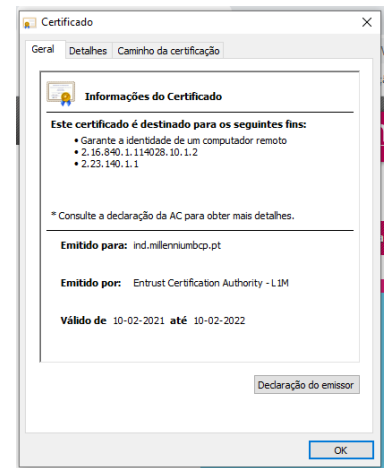 Certificado
Geral Detalhes Caminho da certificação
Informações do Certificado
Este certificado é destinado para os seguintes fins:
• Garante a identidade de um computador remoto
• 2.16.840.1.114028.10.1.2
• 2.23.140.1.1
* Consulte a declaração da AC para obter mais detalhes.
Emitido para: ind.millenniumbcp.pt
Emitido por: Entrust Certification Authority - L1M
Válido de 10-02-2021 até 10-02-2022
Declaração do emissor
OK